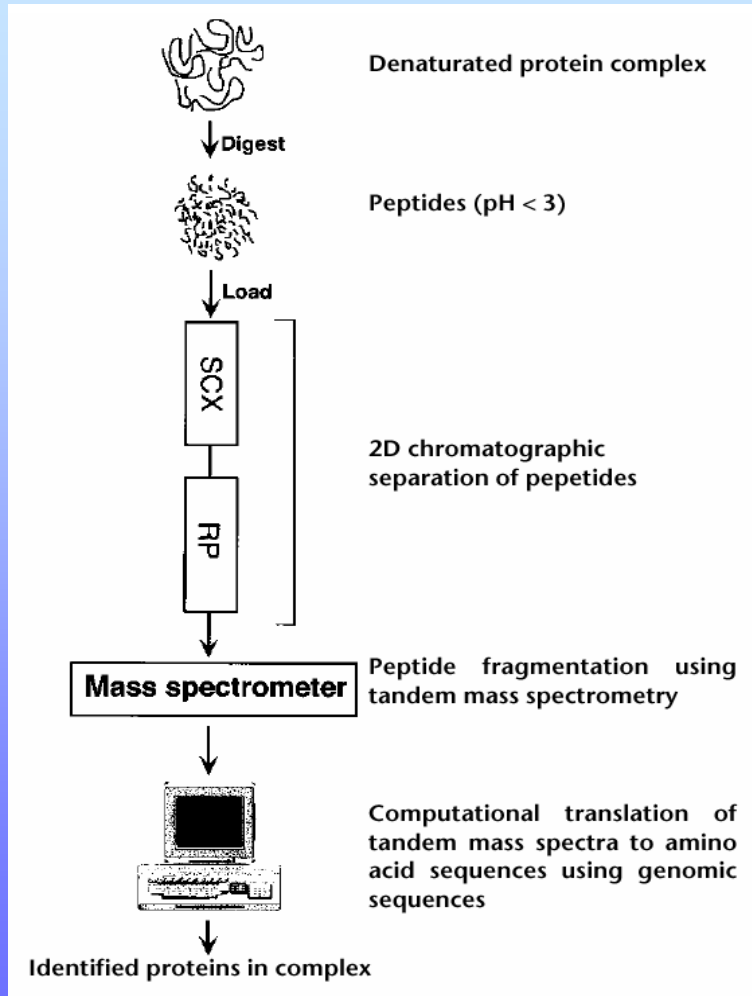 Denaturated protein complex
Digest
Peptides (pH < 3)
Load
SCX
2D chromatographic
separation of pepetides
RP
Mass spectrometer
Peptide fragmentation using
tandem mass spectrometry
Computational translation of
tandem mass spectra to amino
acid sequences using genomic
sequences
Identified proteins in complex